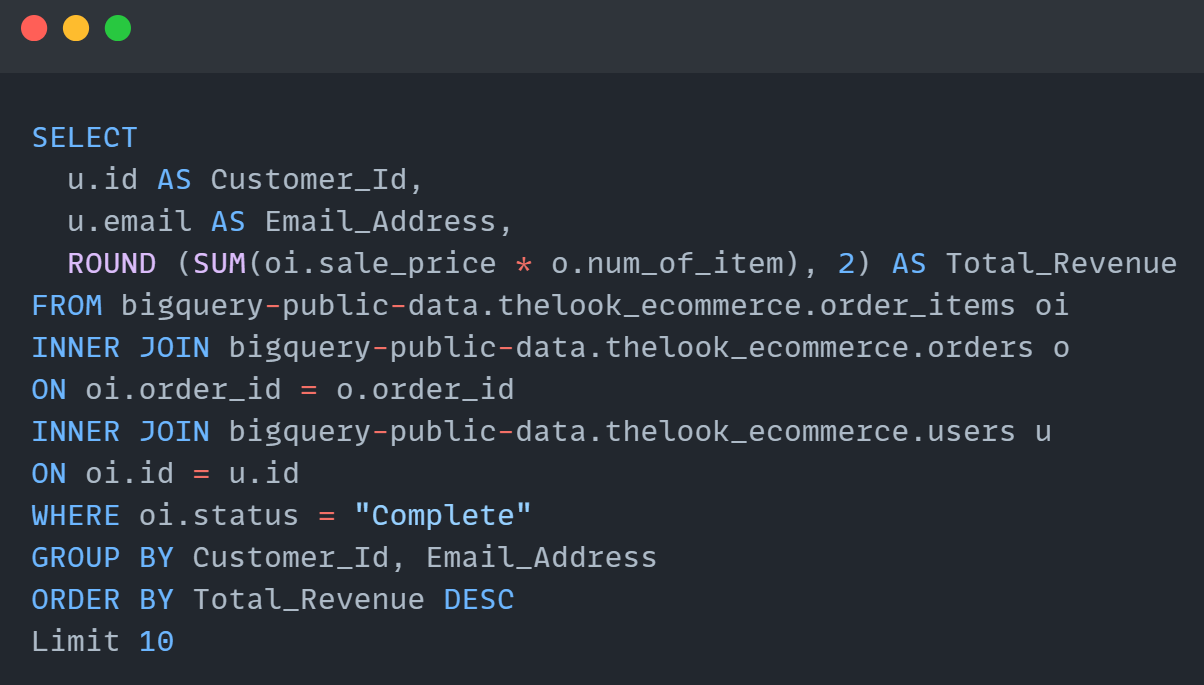 SELECT
  u.id AS Customer_Id,
  u.email AS Email_Address,
  ROUND (SUM(oi.sale_price * o.num_of_item), 2) AS Total_Revenue
FROM bigquery-public-data.thelook_ecommerce.order_items oi
INNER JOIN bigquery-public-data.thelook_ecommerce.orders o
ON oi.order_id = o.order_id
INNER JOIN bigquery-public-data.thelook_ecommerce.users u
ON oi.id = u.id
WHERE oi.status = "Complete"
GROUP BY Customer_Id, Email_Address
ORDER BY Total_Revenue DESC
Limit 10